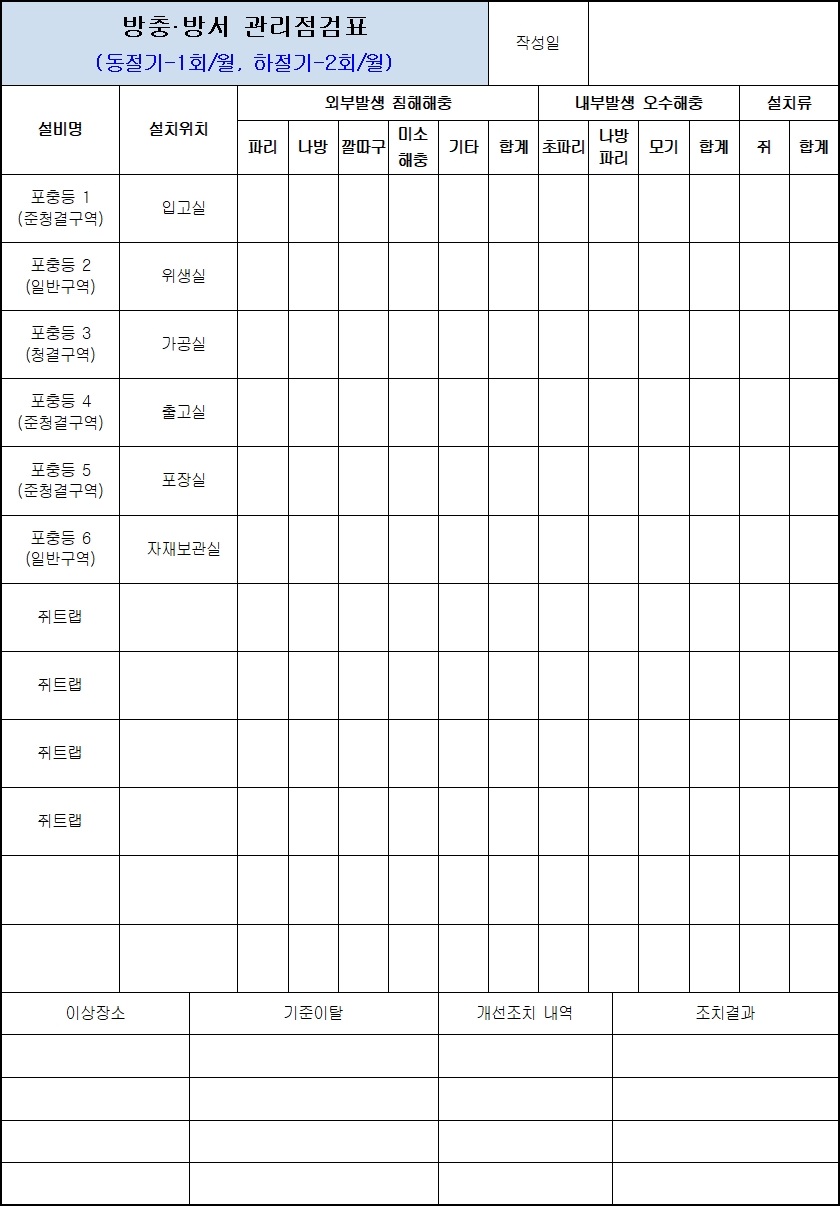 방충·방서 관리점검표
(동절기-1회/월, 하절기-2회/월)
작성일
설비명 설치위치 외부발생 침해해충 내부발생 오수해충 설치류
파리 나방 깔따구 미소 해충 기타 합계 초파리 나방 파리 모기 합계 쥐 합계
포충등 1
(준청결구역)
입고실
포충등 2
(일반구역)
위생실
포충등 3
(청결구역)
가공실
포충등 4
(준청결구역)
출고실
포충등 5
(준청결구역)
포장실
포충등 6
(일반구역)
자재보관실
쥐트랩
쥐트랩
쥐트랩
쥐트랩
이상장소 기준이탈 개선조치 내역 조치결과